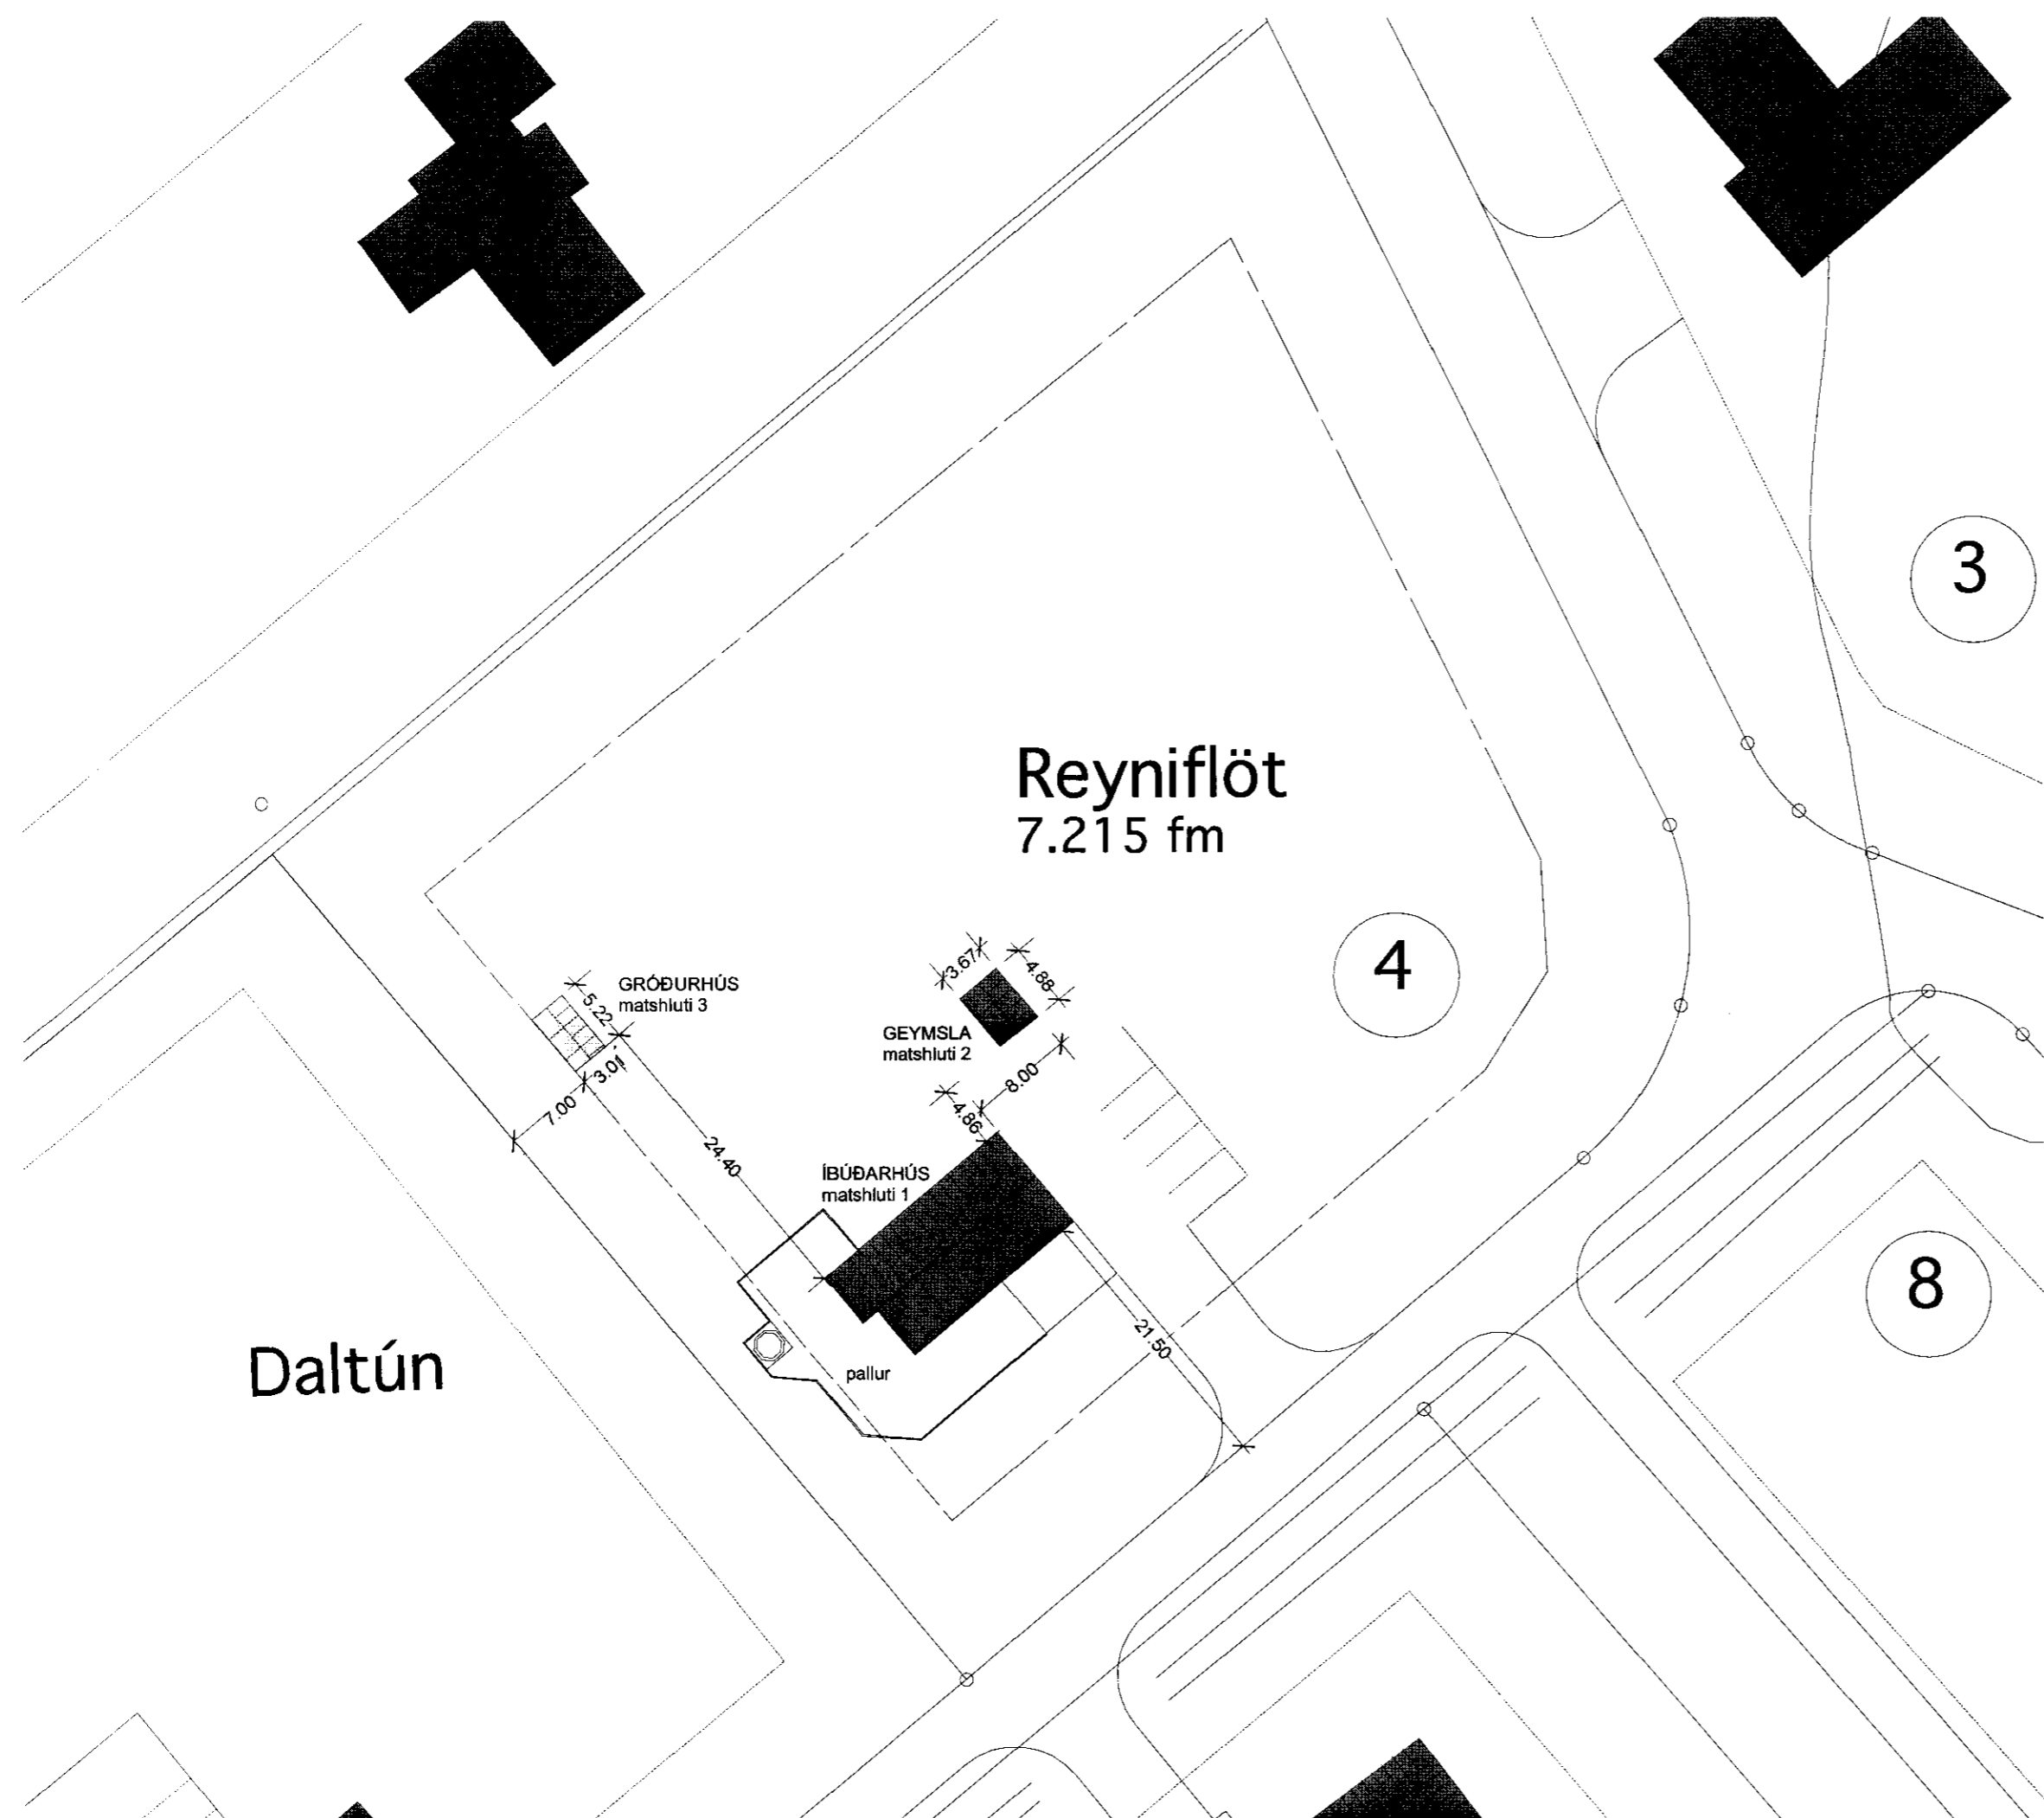 3
Reyniflöt
7.215 fm
4
3.67
4.88
GRÓÐURHÚS
matshluti 3
5.22
GEYMSLA
matshluti 2
3.01
8.00
7.00
4.86
24.40
ÍBÚÐARHÚS
matshluti 1
8
21.50
Daltún
pallur